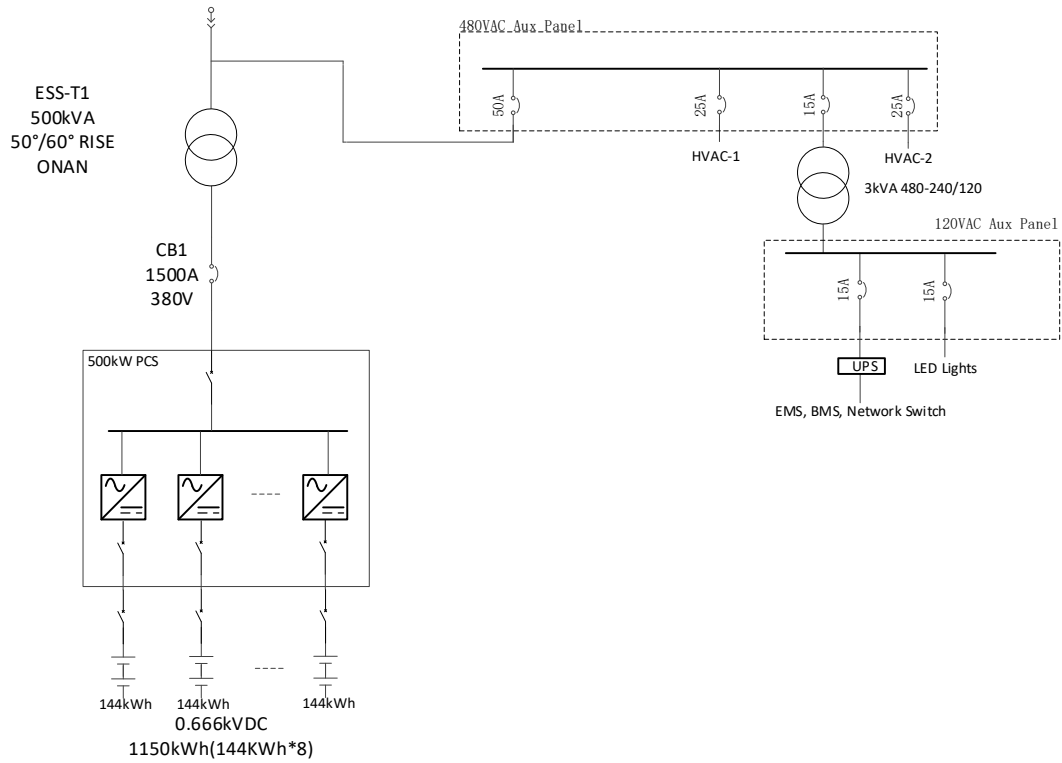 480VAC Aux Panel
ESS-T1
500kVA
50°/60° RISE
ONAN
50A
25A
15A
25A
HVAC-1
HVAC-2
3kVA 480-240/120
120VAC Aux Panel
CB1
1500A
380V
15A
15A
500kW PCS
UPS
LED Lights
EMS, BMS, Network Switch
144kWh
144kWh
144kWh
0.666kVDC
1150kWh(144KWh*8)